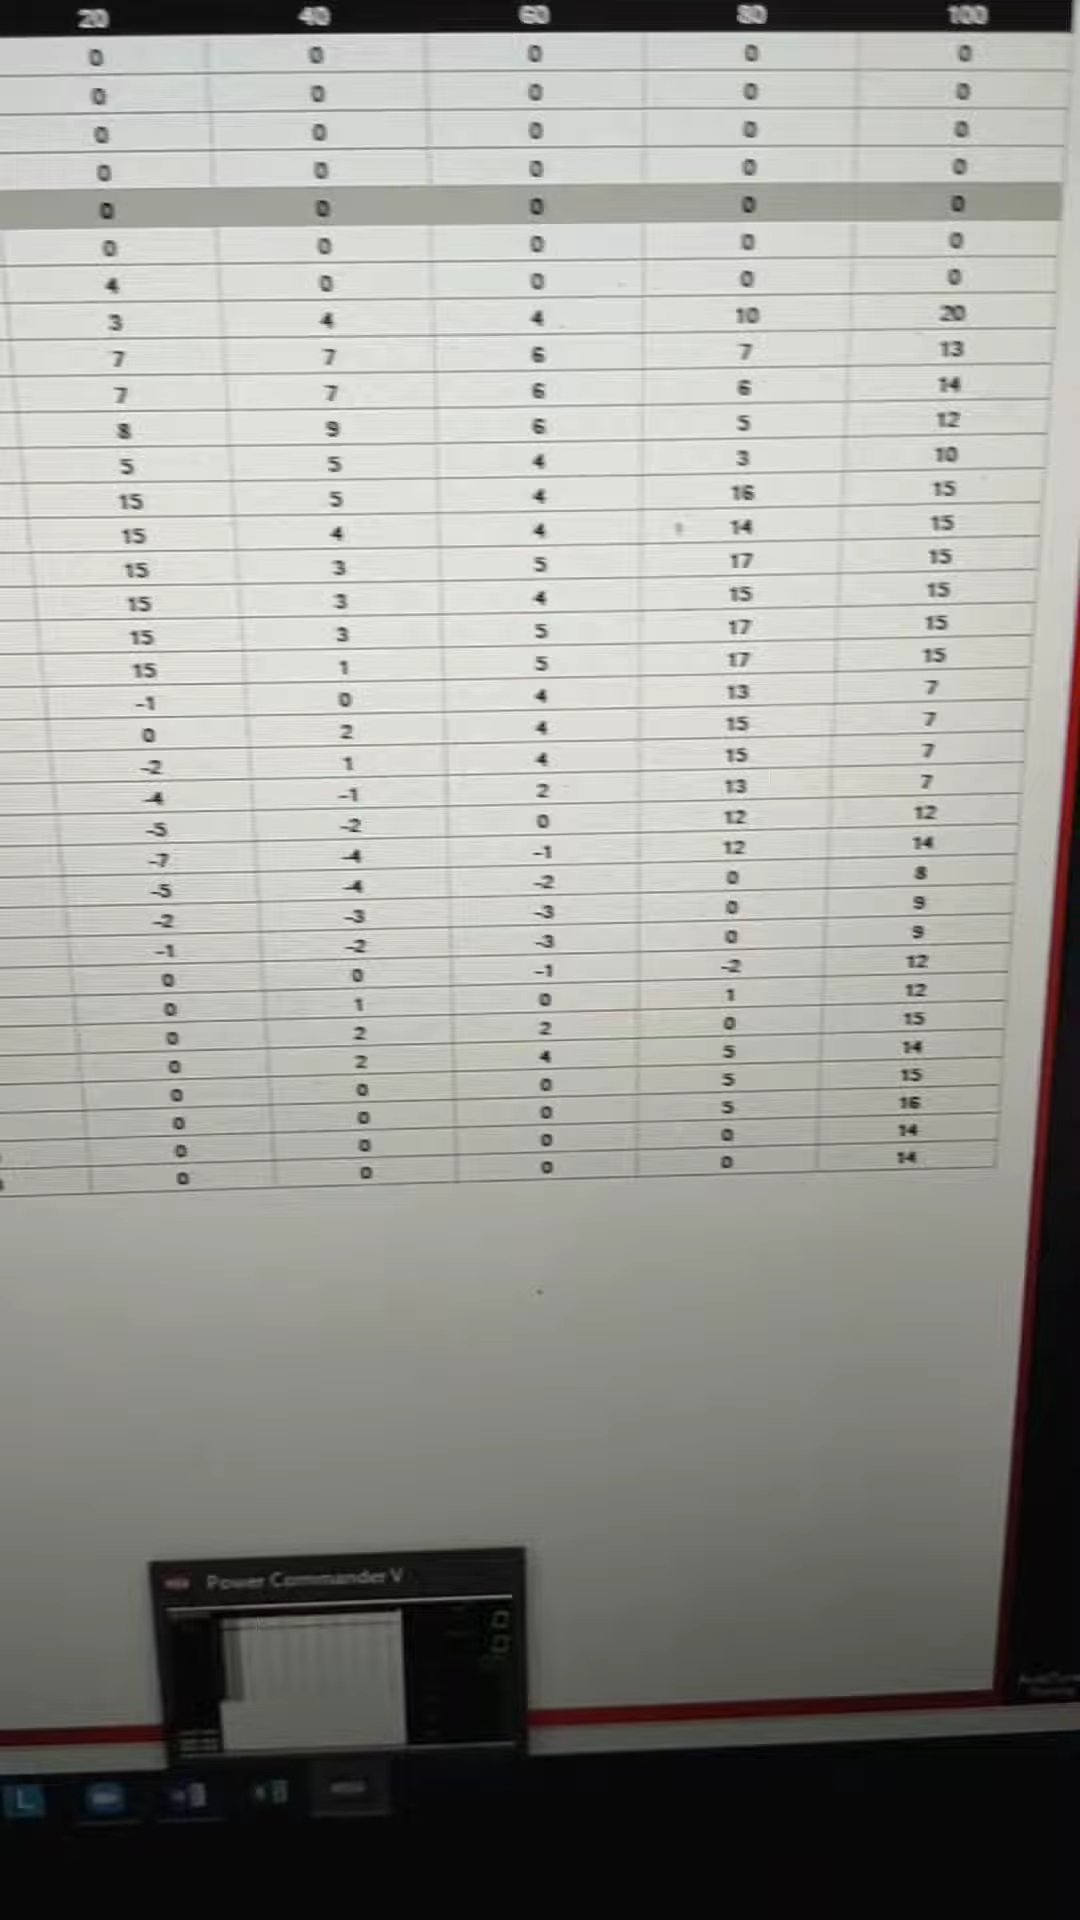 20 40 60 80 100
0 0 0 0 0
0 0 0 0 0
0 0 0 0 0
0 0 0 0 0
0 0 0 0 0
0 0 0 0 0
4 0 0 0 0
3 4 4 10 20
7 7 6 7 13
7 7 6 6 14
8 9 6 5 12
5 5 4 3 10
15 5 4 16 15
15 4 4 14 15
15 3 5 17 15
15 3 4 15 15
15 3 5 17 15
15 1 5 17 15
-1 0 4 13 7
0 2 4 15 7
-2 1 4 15 7
-4 -1 2 13 7
-5 -2 0 12 12
-7 -4 -1 12 14
-5 -4 -2 0 8
-2 -3 -3 0 9
-1 -2 -3 0 9
0 0 -1 -2 12
0 1 0 1 12
0 2 2 0 15
0 2 4 5 14
0 0 0 5 15
0 0 0 5 16
0 0 0 0 14
0 0 0 0 14
Power Commander V